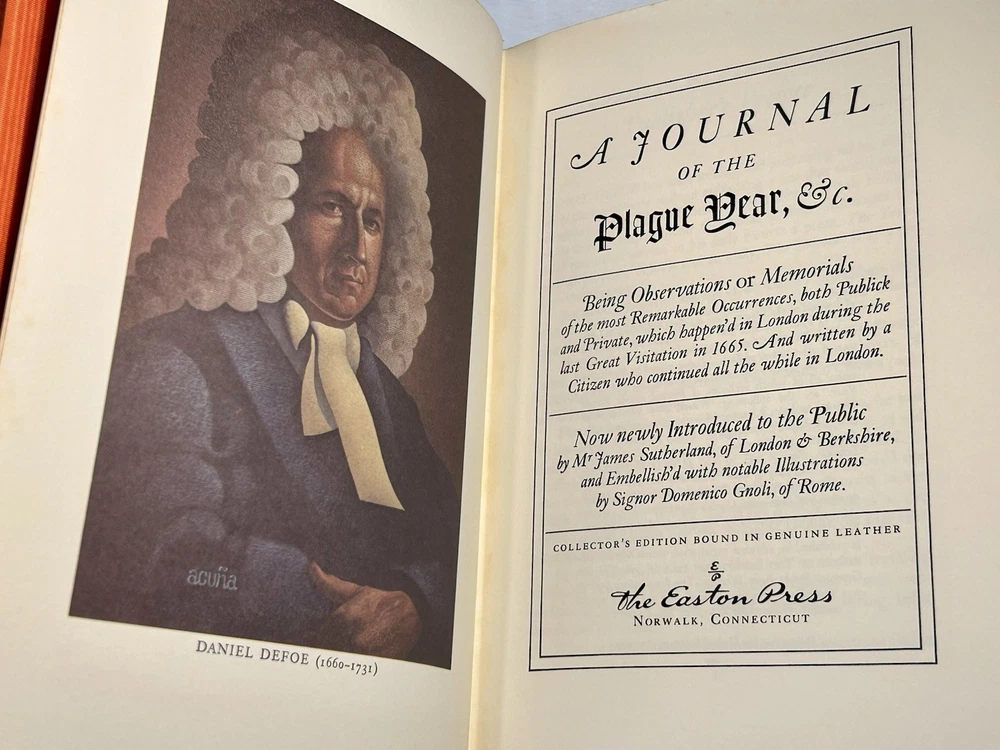 acuña
DANIEL DEFOE (1660–1731)
A JOURNAL
OF THE
Plague Year, &c.
Being Observations or Memorials
of the most Remarkable Occurrences, both Publick
and Private, which happen'd in London during the
last Great Visitation in 1665. And written by a
Citizen who continued all the while in London.
Now newly Introduced to the Public
by Mr James Sutherland, of London & Berkshire,
and Embellish'd with notable Illustrations
by Signor Domenico Gnoli, of Rome.
COLLECTOR'S EDITION BOUND IN GENUINE LEATHER
the Easton Press
NORWALK, CONNECTICUT